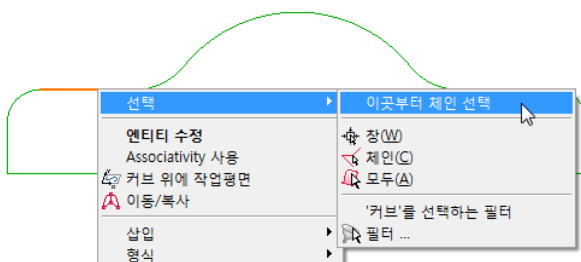 선택
이곳부터 체인 선택
엔티티 수정
창(W)
Associativity 사용
체인(C)
커브 위에 작업평면
모두(A)
이동/복사
'커브'를 선택하는 필터
삽입
필터 ...
형식